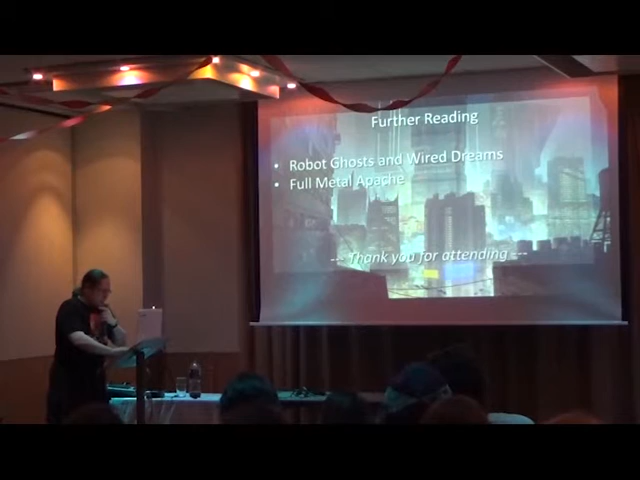 Further Reading
• Robot Ghosts and Wired Dreams
• Full Metal Apache
--- Thank you for attending ---